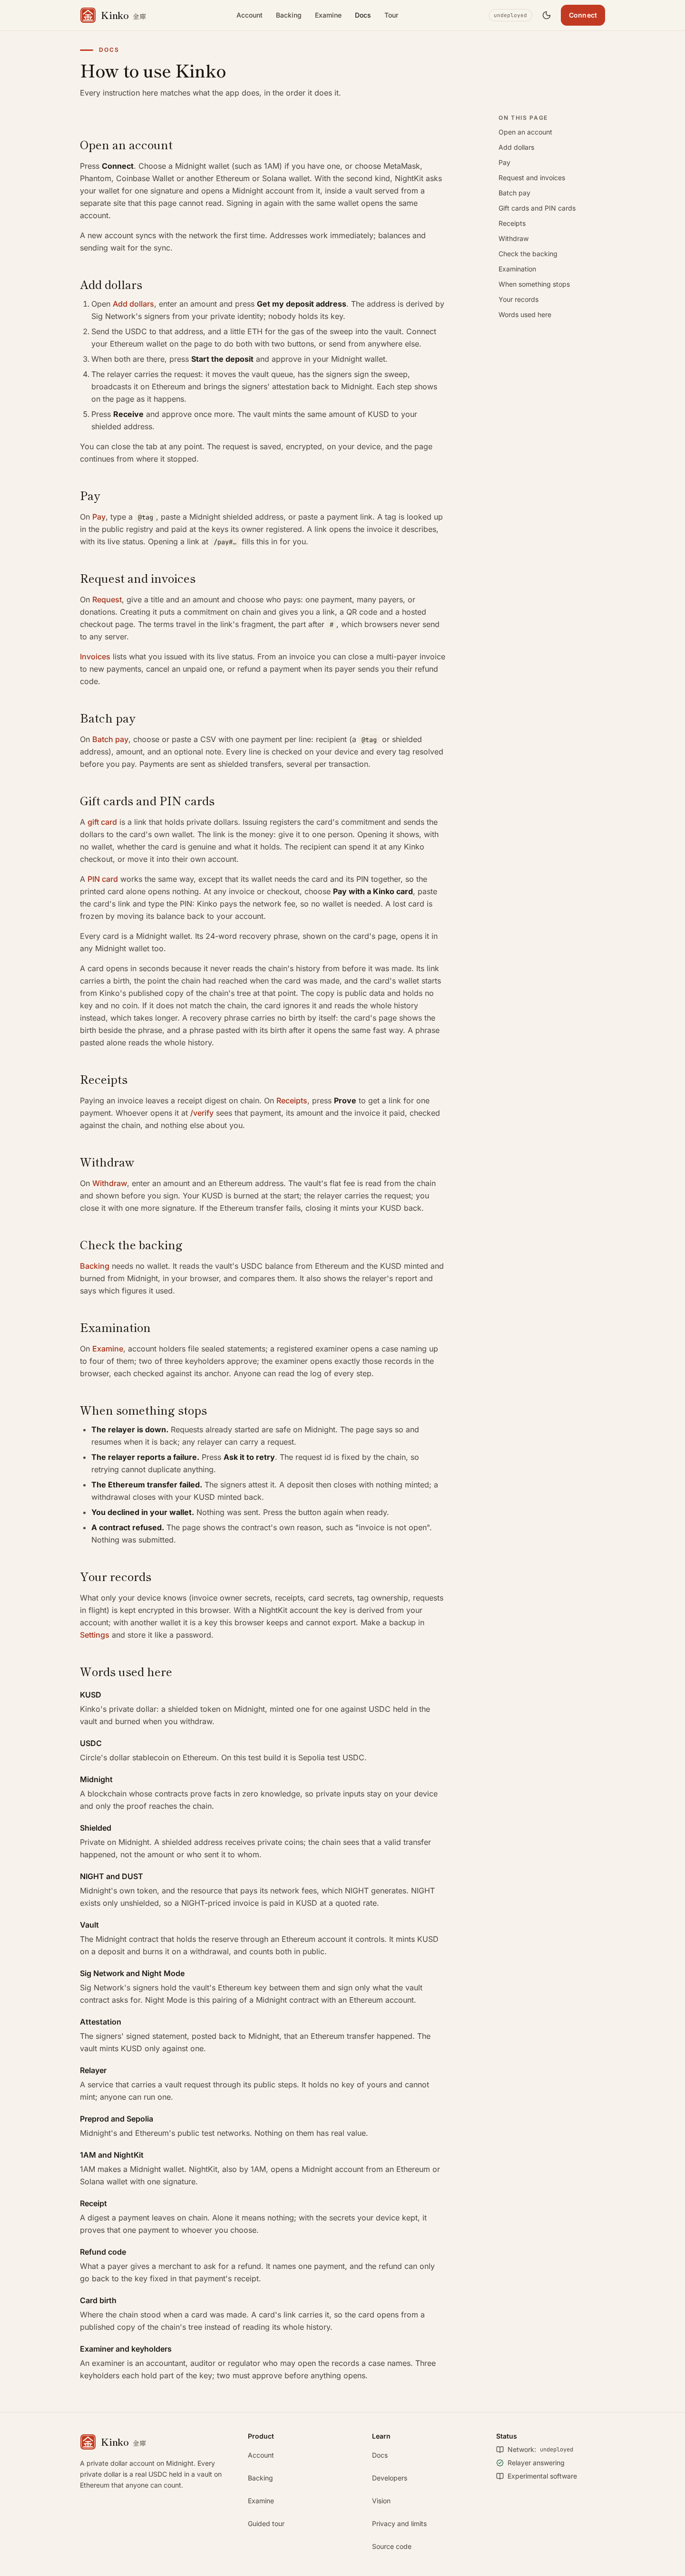 Kinko 金庫
Account Backing Examine Docs Tour
undeployed
Connect
DOCS
How to use Kinko
Every instruction here matches what the app does, in the order it does it.
ON THIS PAGE
Open an account
Add dollars
Pay
Request and invoices
Batch pay
Gift cards and PIN cards
Receipts
Withdraw
Check the backing
Examination
When something stops
Your records
Words used here
Open an account
Press Connect. Choose a Midnight wallet (such as 1AM) if you have one, or choose MetaMask,
Phantom, Coinbase Wallet or another Ethereum or Solana wallet. With the second kind, NightKit asks
your wallet for one signature and opens a Midnight account from it, inside a vault served from a
separate site that this page cannot read. Signing in again with the same wallet opens the same
account.
A new account syncs with the network the first time. Addresses work immediately; balances and
sending wait for the sync.
Add dollars
1. Open Add dollars, enter an amount and press Get my deposit address. The address is derived by
Sig Network's signers from your private identity; nobody holds its key.
2. Send the USDC to that address, and a little ETH for the gas of the sweep into the vault. Connect
your Ethereum wallet on the page to do both with two buttons, or send from anywhere else.
3. When both are there, press Start the deposit and approve in your Midnight wallet.
4. The relayer carries the request: it moves the vault queue, has the signers sign the sweep,
broadcasts it on Ethereum and brings the signers' attestation back to Midnight. Each step shows
on the page as it happens.
5. Press Receive and approve once more. The vault mints the same amount of KUSD to your
shielded address.
You can close the tab at any point. The request is saved, encrypted, on your device, and the page
continues from where it stopped.
Pay
On Pay, type a @tag, paste a Midnight shielded address, or paste a payment link. A tag is looked up
in the public registry and paid at the keys its owner registered. A link opens the invoice it describes,
with its live status. Opening a link at /pay#… fills this in for you.
Request and invoices
On Request, give a title and an amount and choose who pays: one payment, many payers, or
donations. Creating it puts a commitment on chain and gives you a link, a QR code and a hosted
checkout page. The terms travel in the link's fragment, the part after #, which browsers never send
to any server.
Invoices lists what you issued with its live status. From an invoice you can close a multi-payer invoice
to new payments, cancel an unpaid one, or refund a payment when its payer sends you their refund
code.
Batch pay
On Batch pay, choose or paste a CSV with one payment per line: recipient (a @tag or shielded
address), amount, and an optional note. Every line is checked on your device and every tag resolved
before you pay. Payments are sent as shielded transfers, several per transaction.
Gift cards and PIN cards
A gift card is a link that holds private dollars. Issuing registers the card's commitment and sends the
dollars to the card's own wallet. The link is the money: give it to one person. Opening it shows, with
no wallet, whether the card is genuine and what it holds. The recipient can spend it at any Kinko
checkout, or move it into their own account.
A PIN card works the same way, except that its wallet needs the card and its PIN together, so the
printed card alone opens nothing. At any invoice or checkout, choose Pay with a Kinko card, paste
the card's link and type the PIN: Kinko pays the network fee, so no wallet is needed. A lost card is
frozen by moving its balance back to your account.
Every card is a Midnight wallet. Its 24-word recovery phrase, shown on the card's page, opens it in
any Midnight wallet too.
A card opens in seconds because it never reads the chain's history from before it was made. Its link
carries a birth, the point the chain had reached when the card was made, and the card's wallet starts
from Kinko's published copy of the chain's tree at that point. The copy is public data and holds no
key and no coin. If it does not match the chain, the card ignores it and reads the whole history
instead, which takes longer. A recovery phrase carries no birth by itself: the card's page shows the
birth beside the phrase, and a phrase pasted with its birth after it opens the same fast way. A phrase
pasted alone reads the whole history.
Receipts
Paying an invoice leaves a receipt digest on chain. On Receipts, press Prove to get a link for one
payment. Whoever opens it at /verify sees that payment, its amount and the invoice it paid, checked
against the chain, and nothing else about you.
Withdraw
On Withdraw, enter an amount and an Ethereum address. The vault's flat fee is read from the chain
and shown before you sign. Your KUSD is burned at the start; the relayer carries the request; you
close it with one more signature. If the Ethereum transfer fails, closing it mints your KUSD back.
Check the backing
Backing needs no wallet. It reads the vault's USDC balance from Ethereum and the KUSD minted and
burned from Midnight, in your browser, and compares them. It also shows the relayer's report and
says which figures it used.
Examination
On Examine, account holders file sealed statements; a registered examiner opens a case naming up
to four of them; two of three keyholders approve; the examiner opens exactly those records in the
browser, each checked against its anchor. Anyone can read the log of every step.
When something stops
• The relayer is down. Requests already started are safe on Midnight. The page says so and
resumes when it is back; any relayer can carry a request.
• The relayer reports a failure. Press Ask it to retry. The request id is fixed by the chain, so
retrying cannot duplicate anything.
• The Ethereum transfer failed. The signers attest it. A deposit then closes with nothing minted; a
withdrawal closes with your KUSD minted back.
• You declined in your wallet. Nothing was sent. Press the button again when ready.
• A contract refused. The page shows the contract's own reason, such as "invoice is not open".
Nothing was submitted.
Your records
What only your device knows (invoice owner secrets, receipts, card secrets, tag ownership, requests
in flight) is kept encrypted in this browser. With a NightKit account the key is derived from your
account; with another wallet it is a key this browser keeps and cannot export. Make a backup in
Settings and store it like a password.
Words used here
KUSD
Kinko's private dollar: a shielded token on Midnight, minted one for one against USDC held in the
vault and burned when you withdraw.
USDC
Circle's dollar stablecoin on Ethereum. On this test build it is Sepolia test USDC.
Midnight
A blockchain whose contracts prove facts in zero knowledge, so private inputs stay on your device
and only the proof reaches the chain.
Shielded
Private on Midnight. A shielded address receives private coins; the chain sees that a valid transfer
happened, not the amount or who sent it to whom.
NIGHT and DUST
Midnight's own token, and the resource that pays its network fees, which NIGHT generates. NIGHT
exists only unshielded, so a NIGHT-priced invoice is paid in KUSD at a quoted rate.
Vault
The Midnight contract that holds the reserve through an Ethereum account it controls. It mints KUSD
on a deposit and burns it on a withdrawal, and counts both in public.
Sig Network and Night Mode
Sig Network's signers hold the vault's Ethereum key between them and sign only what the vault
contract asks for. Night Mode is this pairing of a Midnight contract with an Ethereum account.
Attestation
The signers' signed statement, posted back to Midnight, that an Ethereum transfer happened. The
vault mints KUSD only against one.
Relayer
A service that carries a vault request through its public steps. It holds no key of yours and cannot
mint; anyone can run one.
Preprod and Sepolia
Midnight's and Ethereum's public test networks. Nothing on them has real value.
1AM and NightKit
1AM makes a Midnight wallet. NightKit, also by 1AM, opens a Midnight account from an Ethereum or
Solana wallet with one signature.
Receipt
A digest a payment leaves on chain. Alone it means nothing; with the secrets your device kept, it
proves that one payment to whoever you choose.
Refund code
What a payer gives a merchant to ask for a refund. It names one payment, and the refund can only
go back to the key fixed in that payment's receipt.
Card birth
Where the chain stood when a card was made. A card's link carries it, so the card opens from a
published copy of the chain's tree instead of reading its whole history.
Examiner and keyholders
An examiner is an accountant, auditor or regulator who may open the records a case names. Three
keyholders each hold part of the key; two must approve before anything opens.
Kinko 金庫
A private dollar account on Midnight. Every
private dollar is a real USDC held in a vault on
Ethereum that anyone can count.
Product
Account
Backing
Examine
Guided tour
Learn
Docs
Developers
Vision
Privacy and limits
Source code
Status
Network: undeployed
Relayer answering
Experimental software